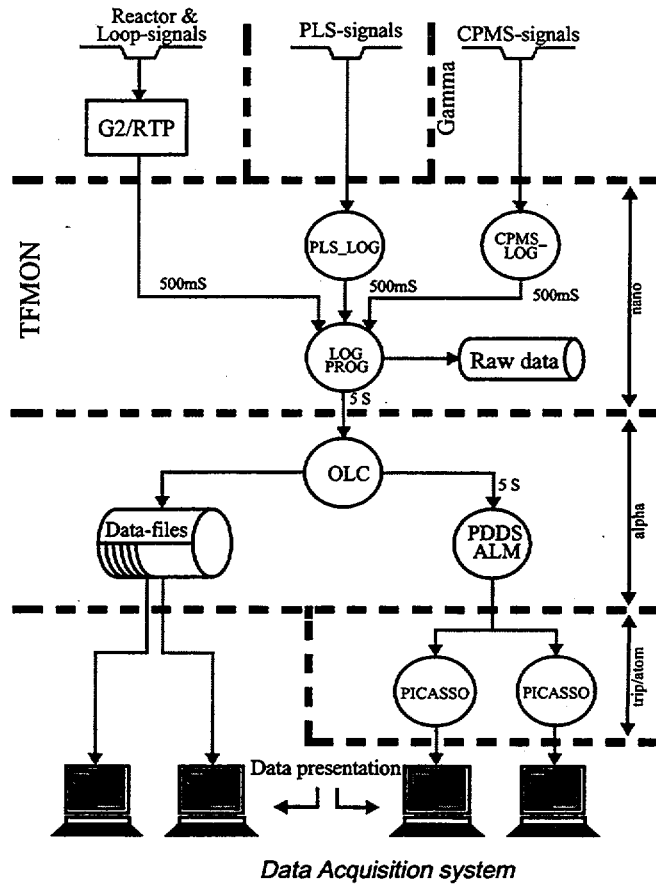 Reactor &
Loop-signals
PLS-signals
CPMS-signals
Gamma
G2/RTP
TFMON
PLS_LOG
CPMS_
LOG
nano
500mS
500mS
500mS
LOG
PROG
Raw data
5 S
OLC
5 S
alpha
Data-files
PDDS
ALM
trip/atom
PICASSO
PICASSO
Data presentation
Data Acquisition system